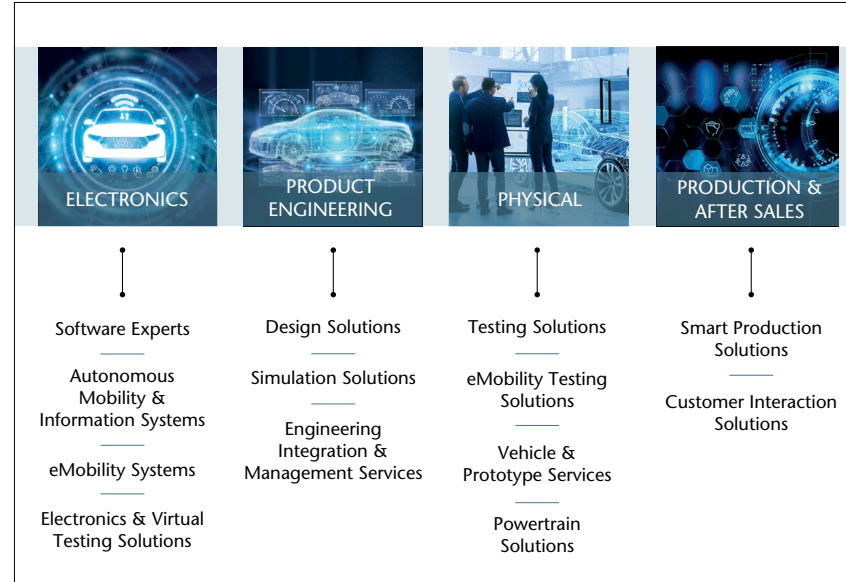 ELECTRONICS
PRODUCT
ENGINEERING
PHYSICAL
PRODUCTION &
AFTER SALES
Software Experts
Autonomous
Mobility &
Information Systems
eMobility Systems
Electronics & Virtual
Testing Solutions
Design Solutions
Simulation Solutions
Engineering
Integration &
Management Services
Testing Solutions
eMobility Testing
Solutions
Vehicle &
Prototype Services
Powertrain
Solutions
Smart Production
Solutions
Customer Interaction
Solutions